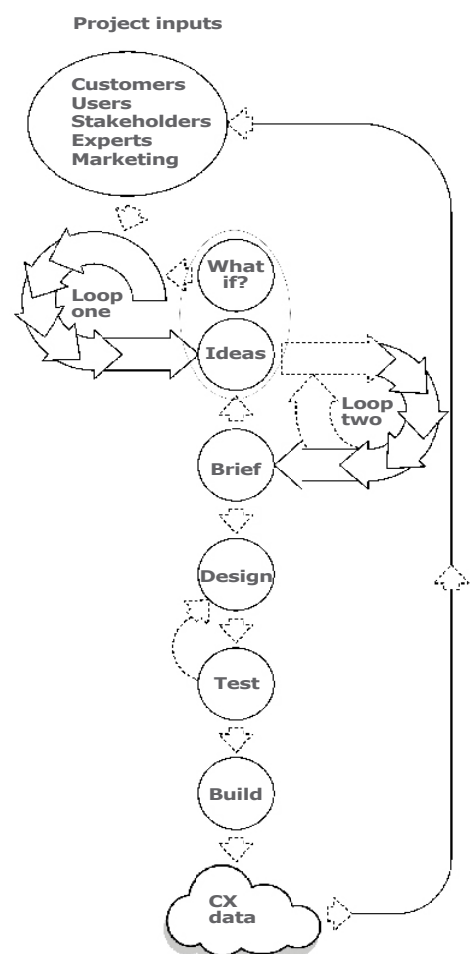 Project inputs
Customers
Users
Stakeholders
Experts
Marketing
What
if?
Loop
one
Ideas
Loop
two
Brief
Design
Test
Build
CX
data